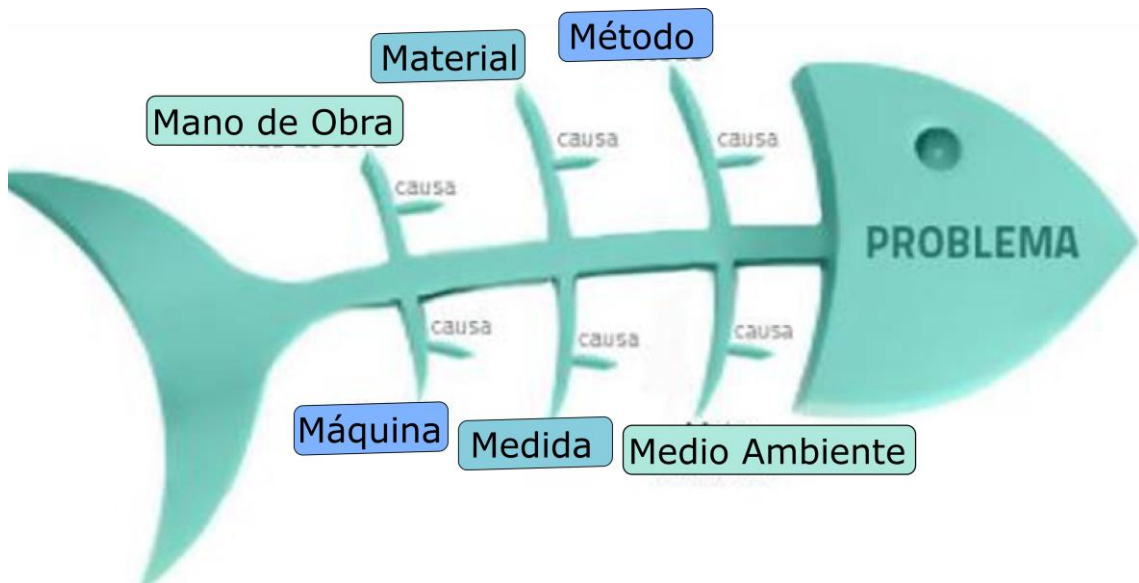 Método
Material
Mano de Obra
causa
causa
causa
PROBLEMA
causa
causa
causa
Máquina
Medida
Medio Ambiente